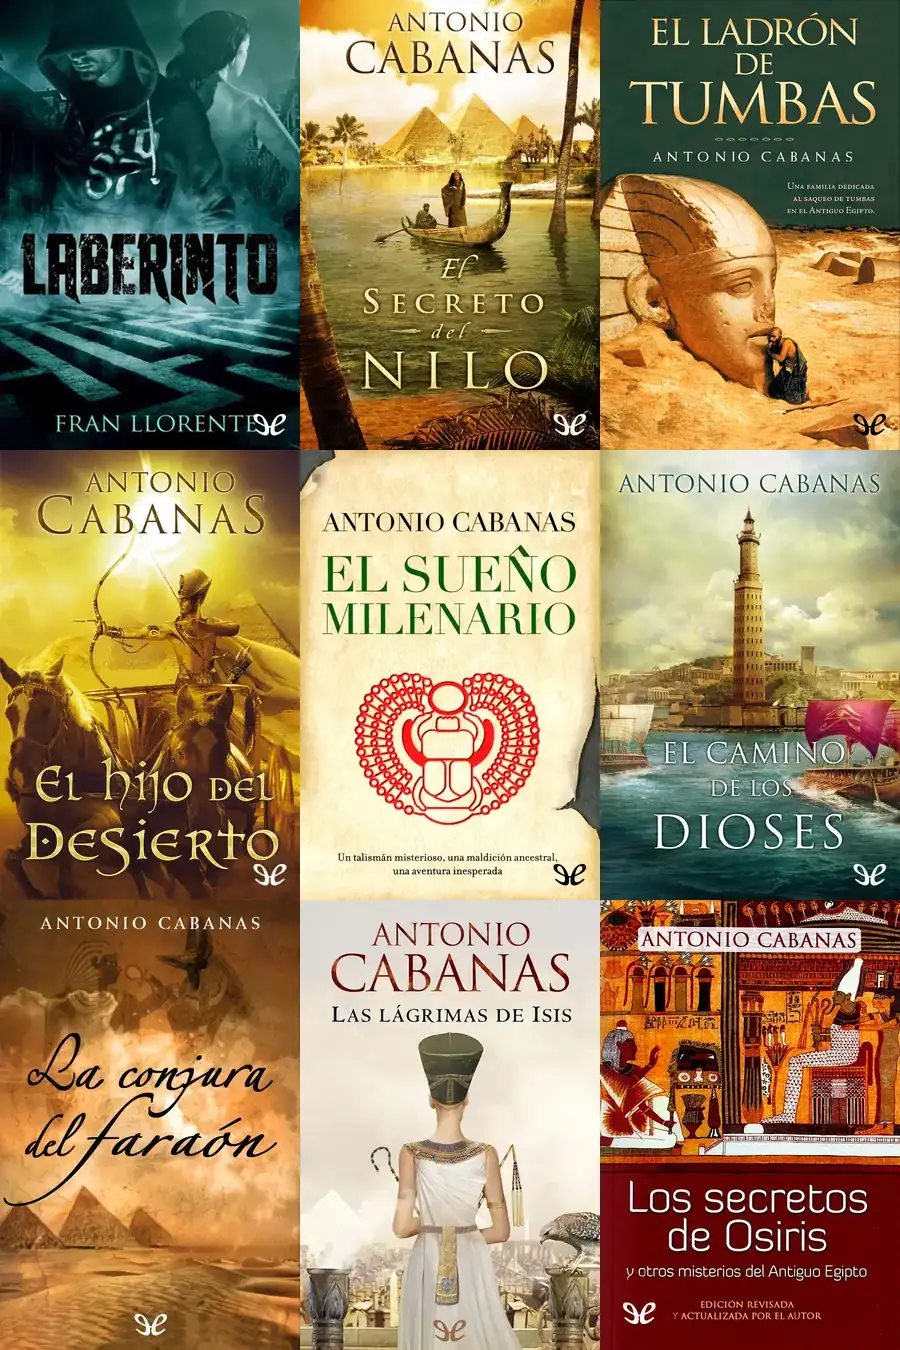 LABERINTO
FRAN LLORENTE
ANTONIO
CABANAS
El
SECRETO
del
NILO
EL LADRÓN
DE
TUMBAS
ANTONIO CABANAS
UNA FAMILIA DEDICADA
AL SAQUEO DE TUMBAS
EN EL ANTIGUO EGIPTO.
ANTONIO
CABANAS
EL hIJO DEL
DESIERTO
ANTONIO CABANAS
EL SUEÑO
MILENARIO
Un talismán misterioso, una maldición ancestral,
una aventura inesperada
ANTONIO CABANAS
EL CAMINO
DE LOS
DIOSES
ANTONIO CABANAS
La conjura
del faraón
ANTONIO
CABANAS
LAS LÁGRIMAS DE ISIS
ANTONIO CABANAS
Los secretos
de Osiris
y otros misterios del Antiguo Egipto
EDICIÓN REVISADA
Y ACTUALIZADA POR EL AUTOR